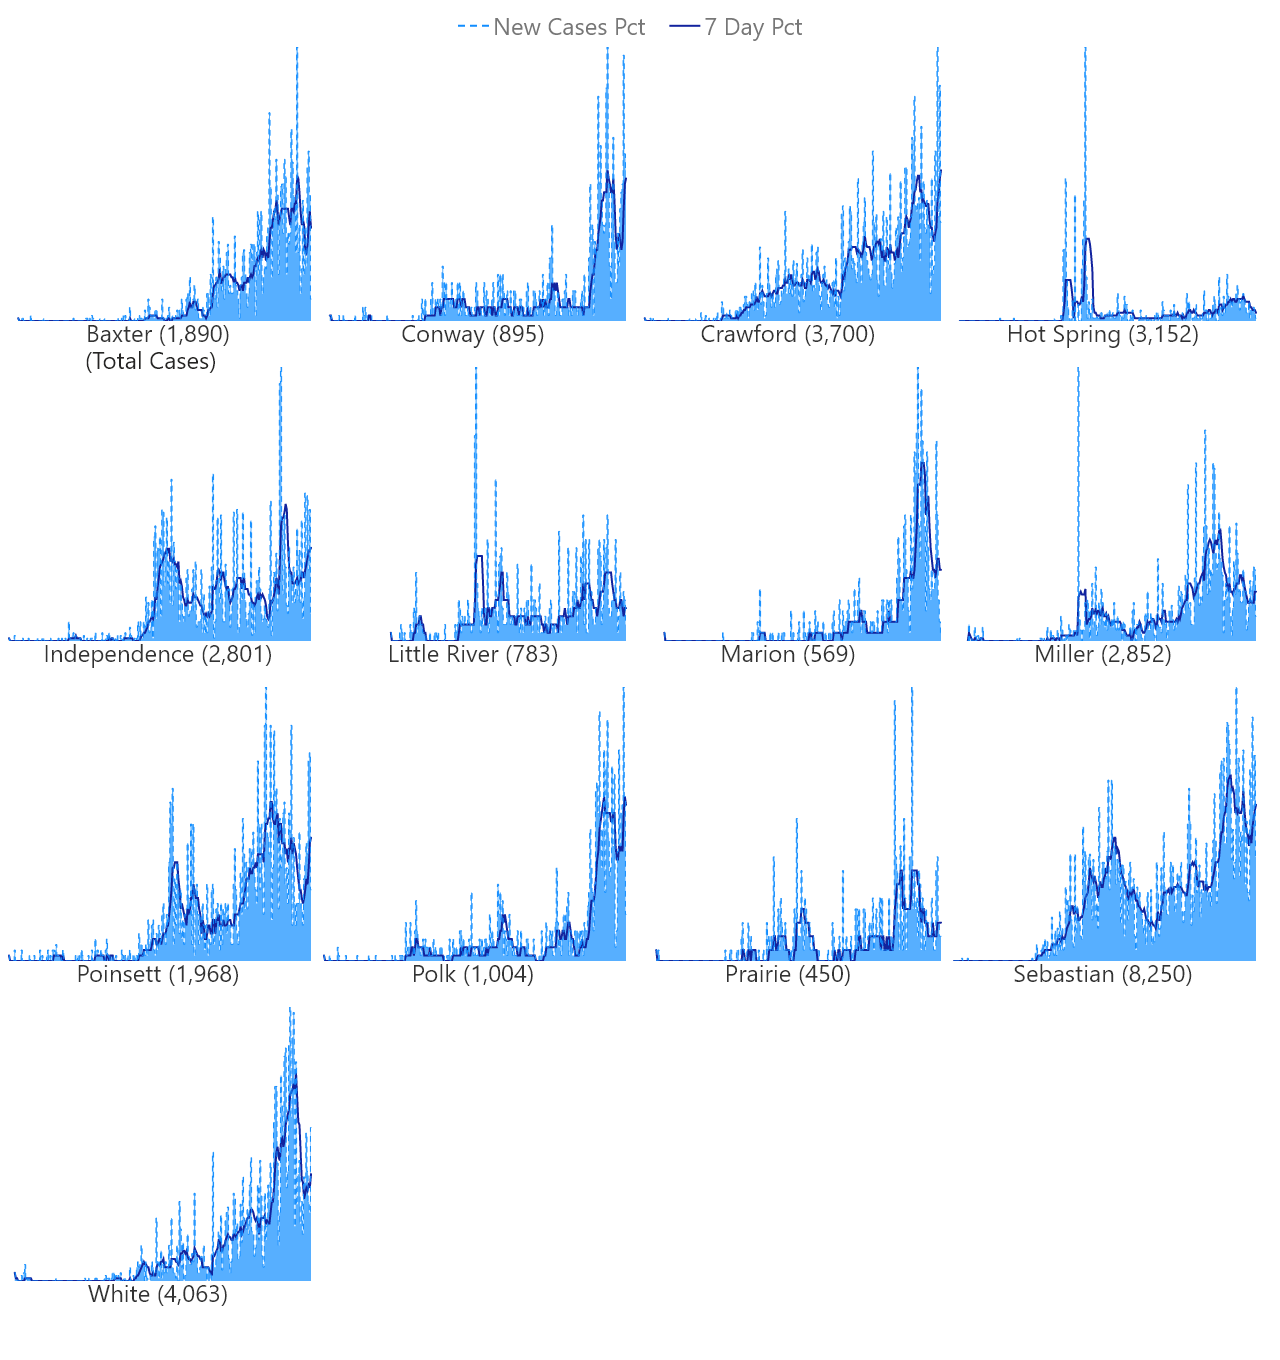 New Cases Pct 7 Day Pct
Baxter (1,890) Conway (895) Crawford (3,700) Hot Spring (3,152)
(Total Cases)
Independence (2,801) Little River (783) Marion (569) Miller (2,852)
Poinsett (1,968) Polk (1,004) Prairie (450) Sebastian (8,250)
White (4,063)